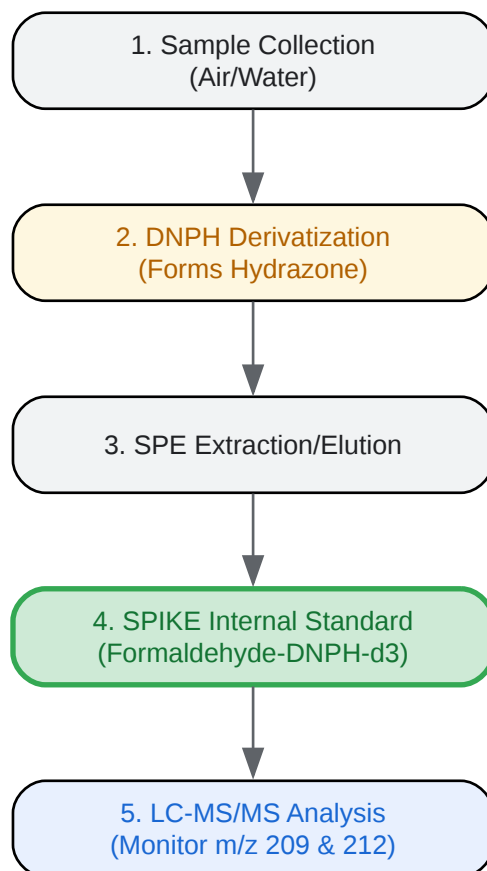 1. Sample Collection
(Air/Water)
2. DNPH Derivatization
(Forms Hydrazone)
3. SPE Extraction/Elution
4. SPIKE Internal Standard
(Formaldehyde-DNPH-d3)
5. LC-MS/MS Analysis
(Monitor m/z 209 & 212)